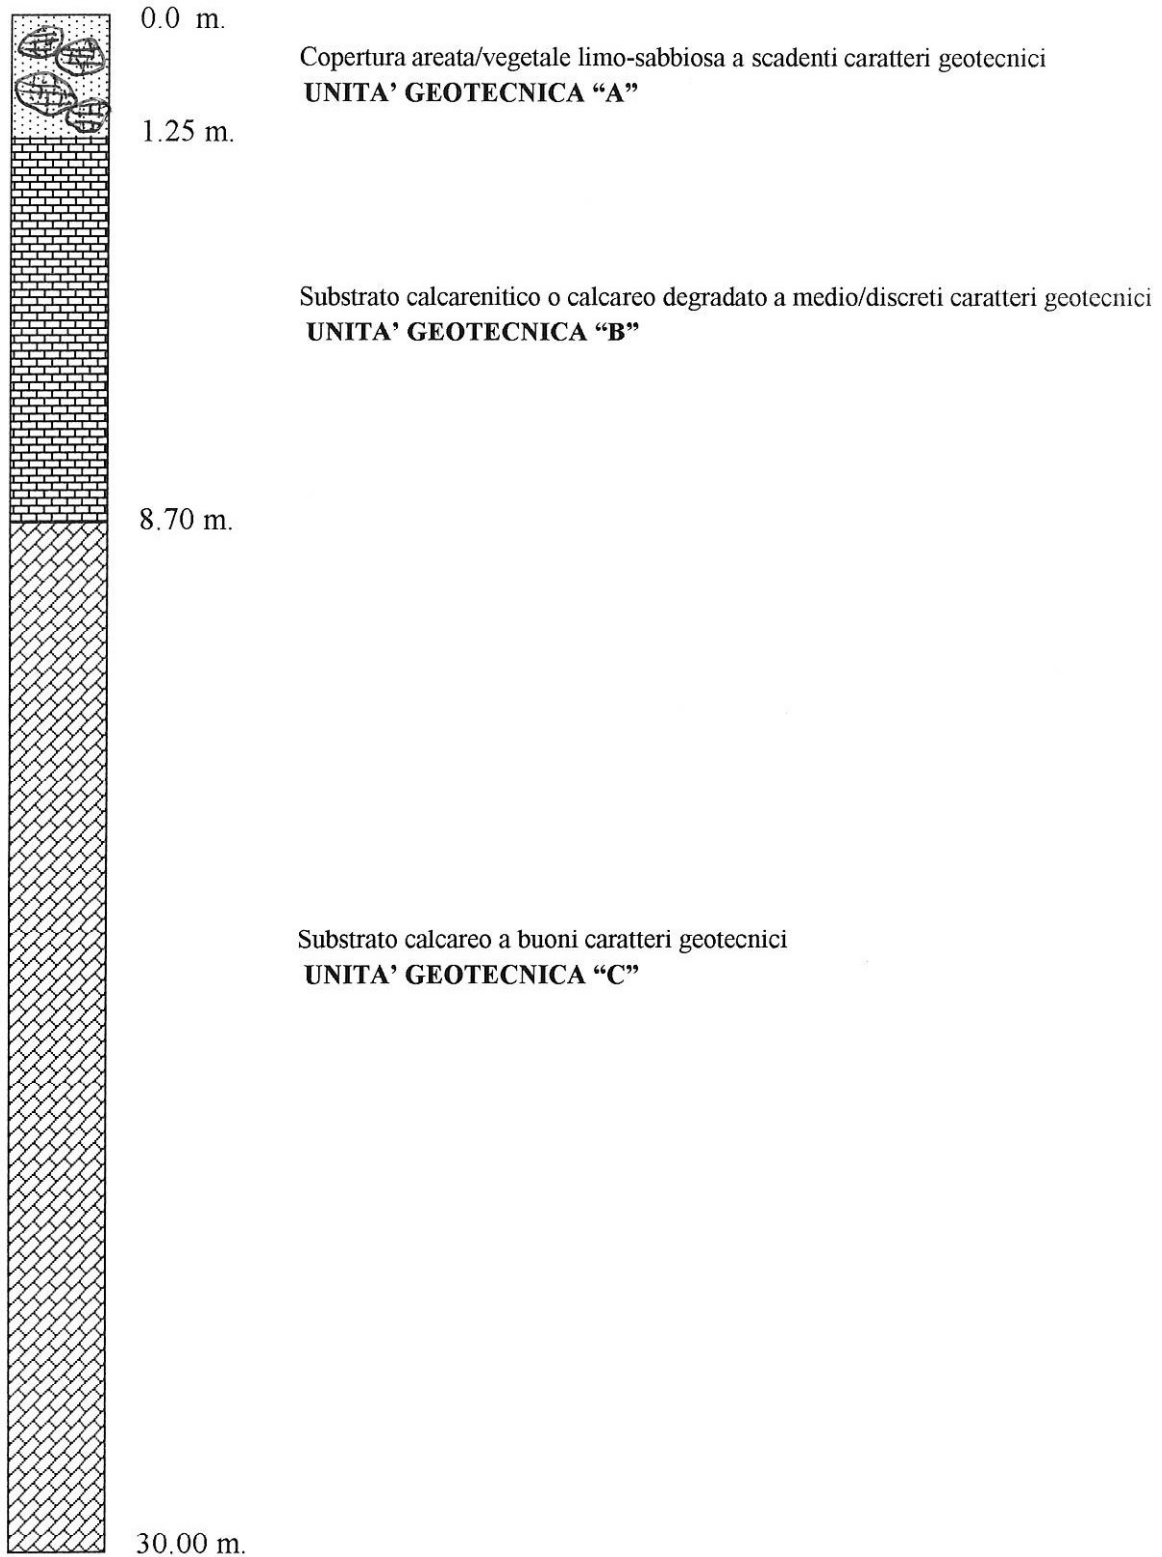 0.0 m.
Copertura areata/vegetale limo-sabbiosa a scadenti caratteri geotecnici
UNITA’ GEOTECNICA “A”
1.25 m.
Substrato calcarenitico o calcareo degradato a medio/discreti caratteri geotecnici
UNITA’ GEOTECNICA “B”
8.70 m.
Substrato calcareo a buoni caratteri geotecnici
UNITA’ GEOTECNICA “C”
30.00 m.